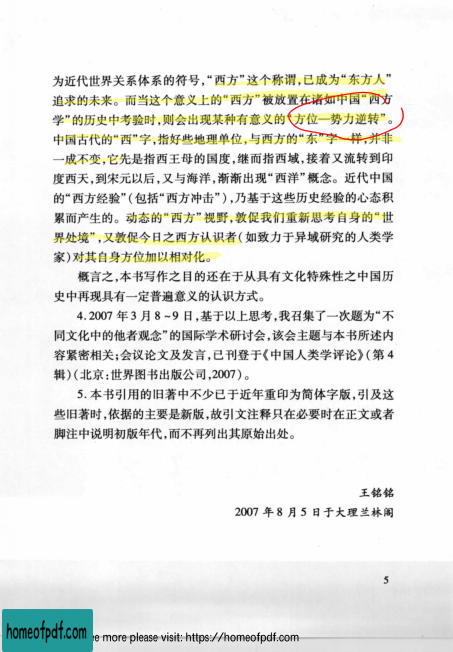 为近代世界关系体系的符号，“西方”这个称谓，已成为“东方人”
追求的未来。而当这个意义上的“西方”被放置在诸如中国“西方
学”的历史中考验时，则会出现某种有意义的“方位—势力逆转”。
中国古代的“西”字，指好些地理单位，与西方的“东”字一样，并非
一成不变，它先是指西王母的国度，继而指西域，接着又流转到印
度西天，到宋元以后，又与海洋，渐渐出现“西洋”概念。近代中国
的“西方经验”（包括“西方冲击”），乃基于这些历史经验的心态积
累而产生的。动态的“西方”视野，敦促我们重新思考自身的“世
界处境”，又敦促今日之西方认识者（如致力于异域研究的人类学
家）对其自身方位加以相对化。
概言之，本书写作之目的还在于从具有文化特殊性之中国历
史中再现具有一定普遍意义的认识方式。
4.2007年3月8~9日，基于以上思考，我召集了一次题为“不
同文化中的他者观念”的国际学术研讨会，该会主题与本书所述内
容紧密相关；会议论文及发言，已刊登于《中国人类学评论》（第4
辑）（北京：世界图书出版公司，2007）。
5.本书引用的旧著中不少已于近年重印为简体字版，引及这
些旧著时，依据的主要是新版，故引文注释只在必要时在正文或者
脚注中说明初版年代，而不再列出其原始出处。
王铭铭
2007年8月5日于大理兰林阁
5
homeofpdf.com
e more please visit: https://homeofpdf.com